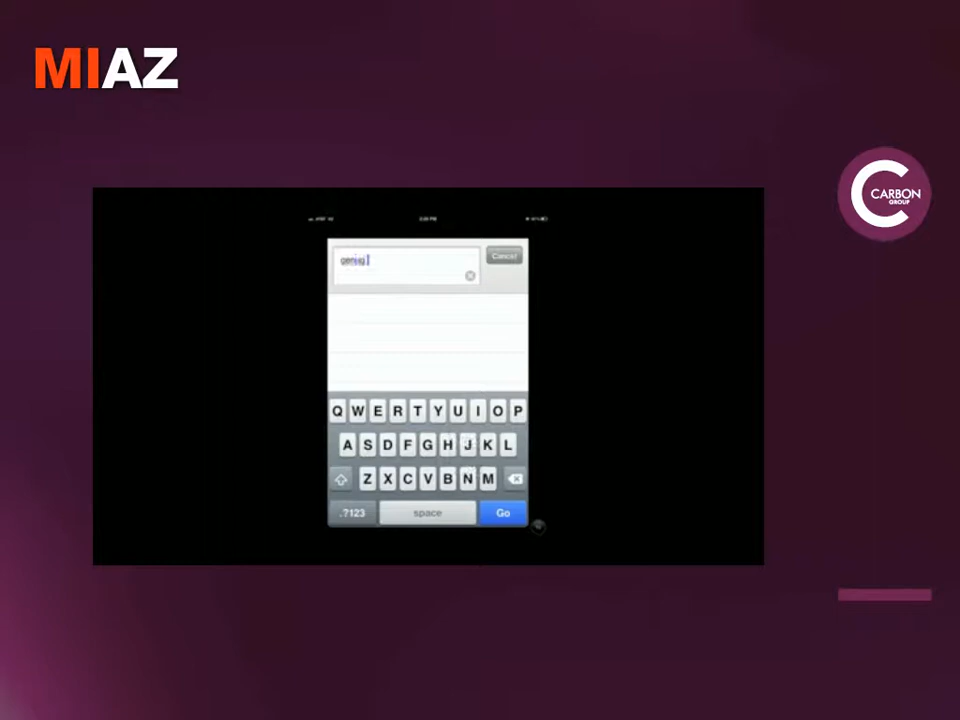 MIAZ
CARBON
GROUP
Cancel
Q W E R T Y U I O P
A S D F G H J K L
Z X C V B N M
.?123 space Go